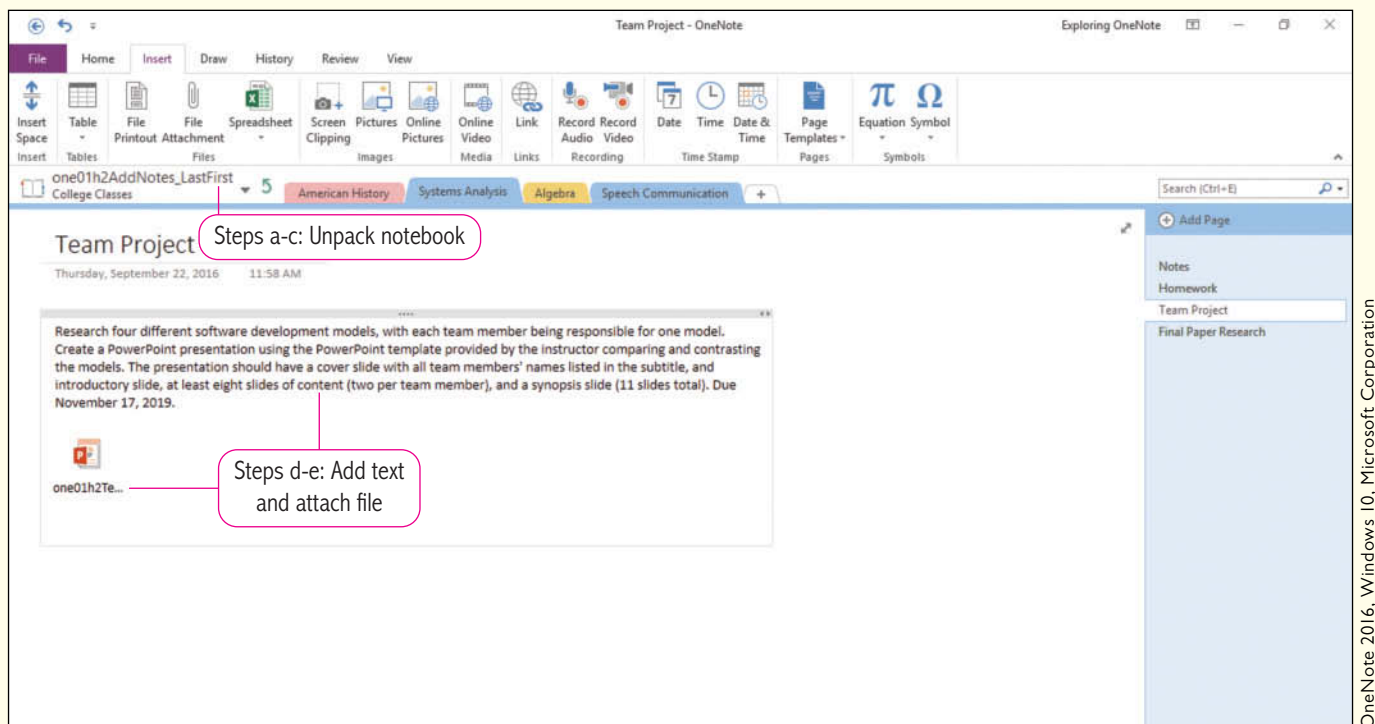 Team Project - OneNote
Exploring OneNote
File Home Insert Draw History Review View
Insert Space
Table
File Printout
File Attachment
Spreadsheet
Screen Clipping
Pictures
Online Pictures
Online Video
Link
Record Audio
Record Video
Date
Time
Date & Time
Page Templates
Equation
Symbol
Insert Tables Files Images Media Links Recording Time Stamp Pages Symbols
one01h2AddNotes_LastFirst
College Classes
5
American History Systems Analysis Algebra Speech Communication +
Search (Ctrl+E)
Steps a-c: Unpack notebook
Add Page
Team Project
Thursday, September 22, 2016 11:58 AM
Notes
Homework
Team Project
Final Paper Research
Research four different software development models, with each team member being responsible for one model.
Create a PowerPoint presentation using the PowerPoint template provided by the instructor comparing and contrasting
the models. The presentation should have a cover slide with all team members' names listed in the subtitle, and
introductory slide, at least eight slides of content (two per team member), and a synopsis slide (11 slides total). Due
November 17, 2019.
one01h2Te...
Steps d-e: Add text
and attach file
OneNote 2016, Windows 10, Microsoft Corporation